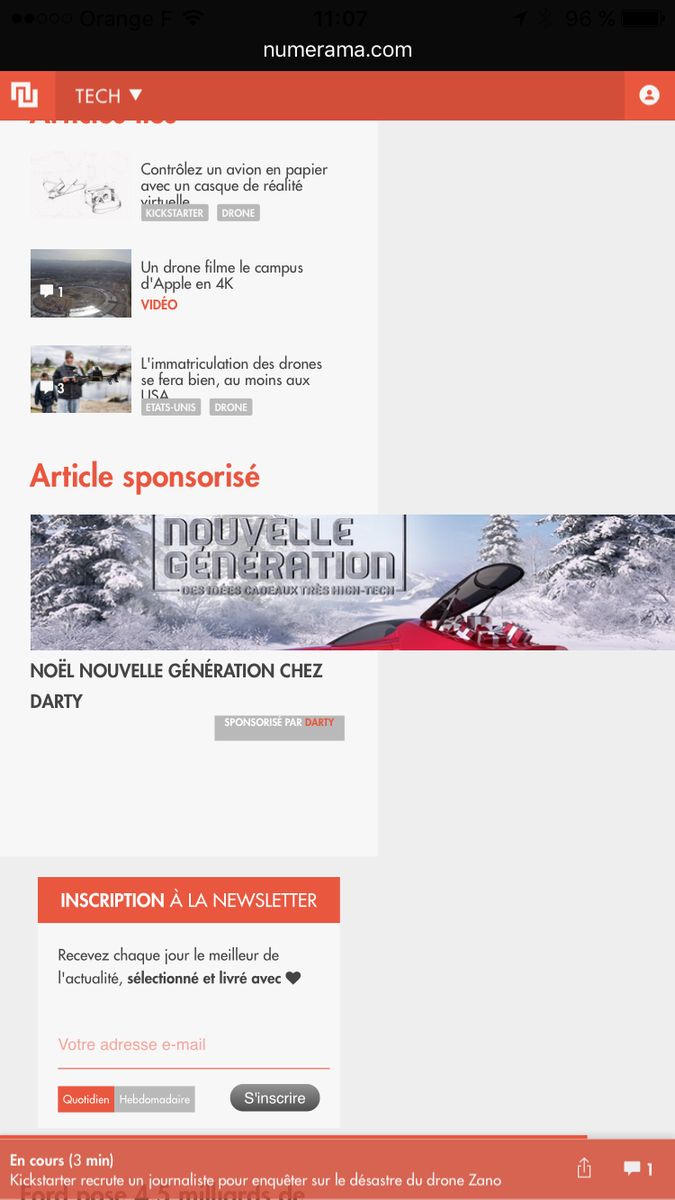 Orange F 11:07 96 %
numerama.com
TECH
Articles liés
Contrôlez un avion en papier
avec un casque de réalité
virtuelle
KICKSTARTER DRONE
Un drone filme le campus
d'Apple en 4K
1
VIDÉO
L'immatriculation des drones
se fera bien, au moins aux
3
USA
ETATS-UNIS DRONE
Article sponsorisé
NOUVELLE
GÉNÉRATION
DES IDÉES CADEAUX TRÈS HIGH-TECH
NOËL NOUVELLE GÉNÉRATION CHEZ
DARTY
SPONSORISÉ PAR DARTY
INSCRIPTION À LA NEWSLETTER
Recevez chaque jour le meilleur de
l'actualité, sélectionné et livré avec
Votre adresse e-mail
Quotidien Hebdomadaire S'inscrire
En cours (3 min)
Kickstarter recrute un journaliste pour enquêter sur le désastre du drone Zano 1
Ford pose 4,5 milliards de